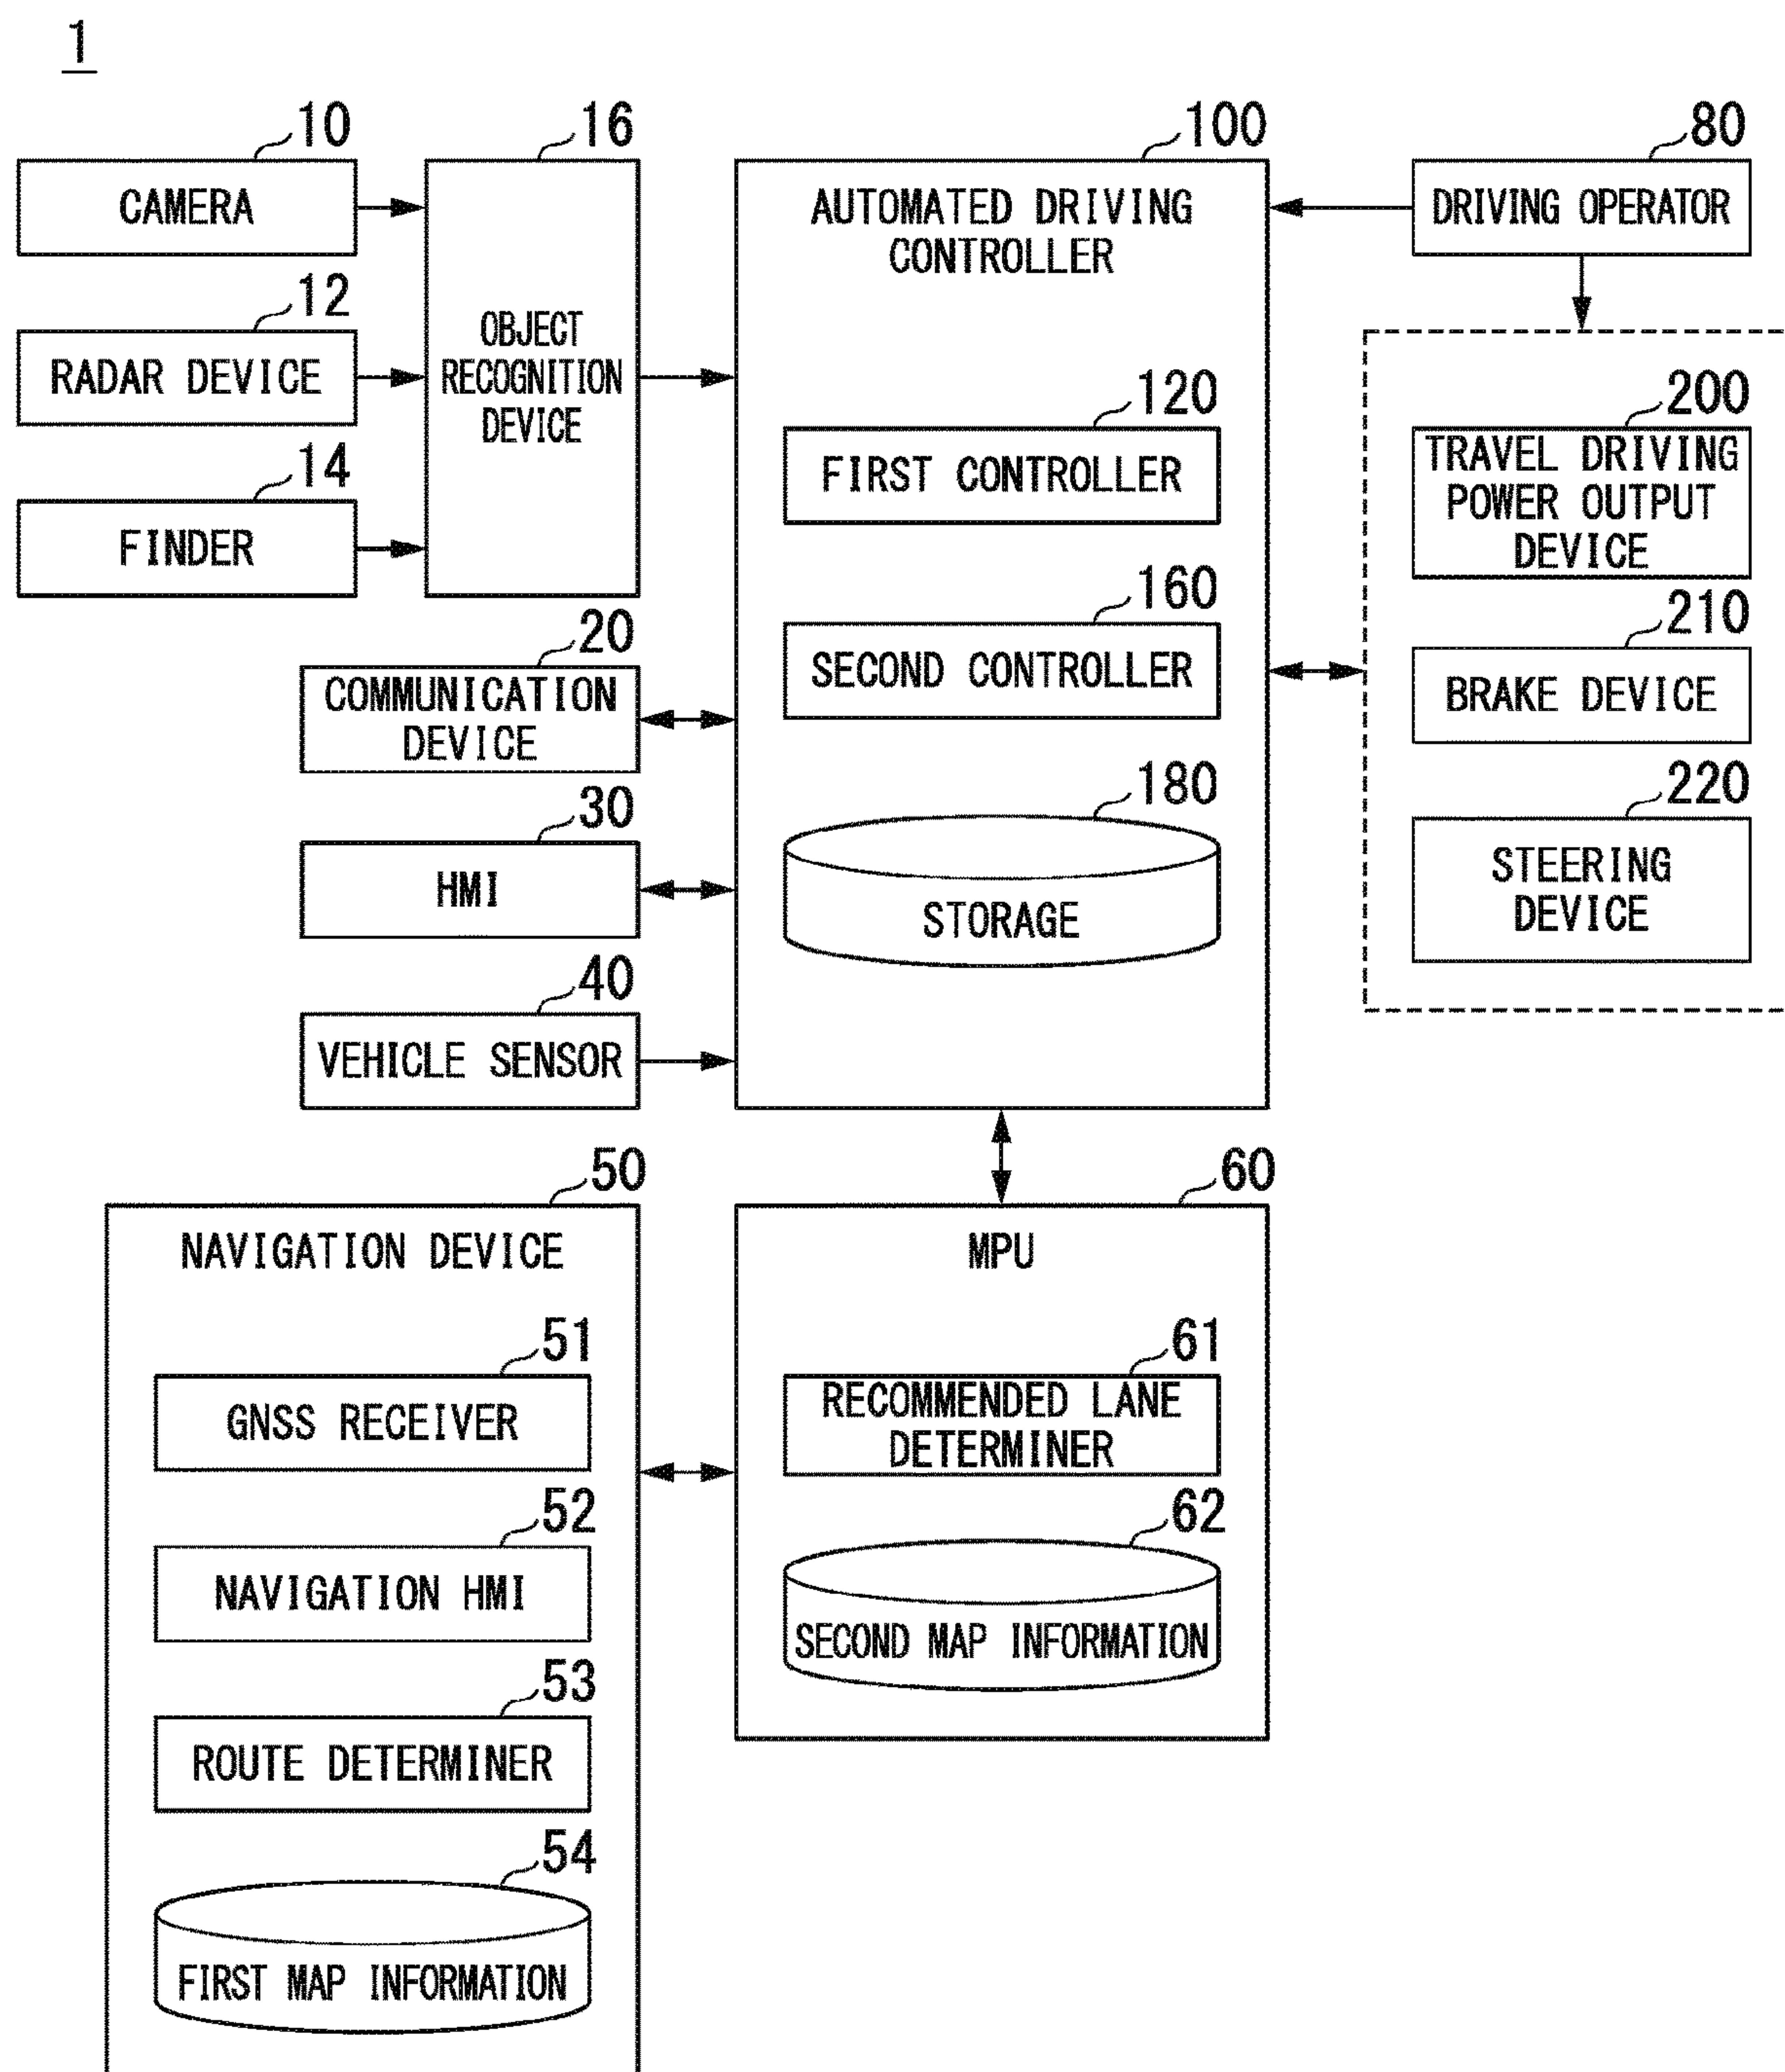 1
10
CAMERA
12
RADAR DEVICE
14
FINDER
16
OBJECT
RECOGNITION
DEVICE
20
COMMUNICATION
DEVICE
30
HMI
40
VEHICLE SENSOR
100
AUTOMATED DRIVING
CONTROLLER
120
FIRST CONTROLLER
160
SECOND CONTROLLER
180
STORAGE
80
DRIVING OPERATOR
200
TRAVEL DRIVING
POWER OUTPUT
DEVICE
210
BRAKE DEVICE
220
STEERING
DEVICE
50
NAVIGATION DEVICE
51
GNSS RECEIVER
52
NAVIGATION HMI
53
ROUTE DETERMINER
54
FIRST MAP INFORMATION
60
MPU
61
RECOMMENDED LANE
DETERMINER
62
SECOND MAP INFORMATION